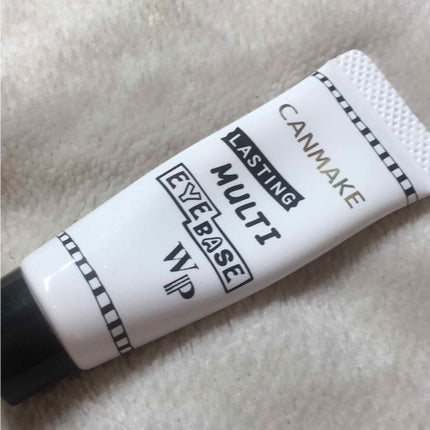 CANMAKE
LASTING
MULTI
EYE BASE
WP